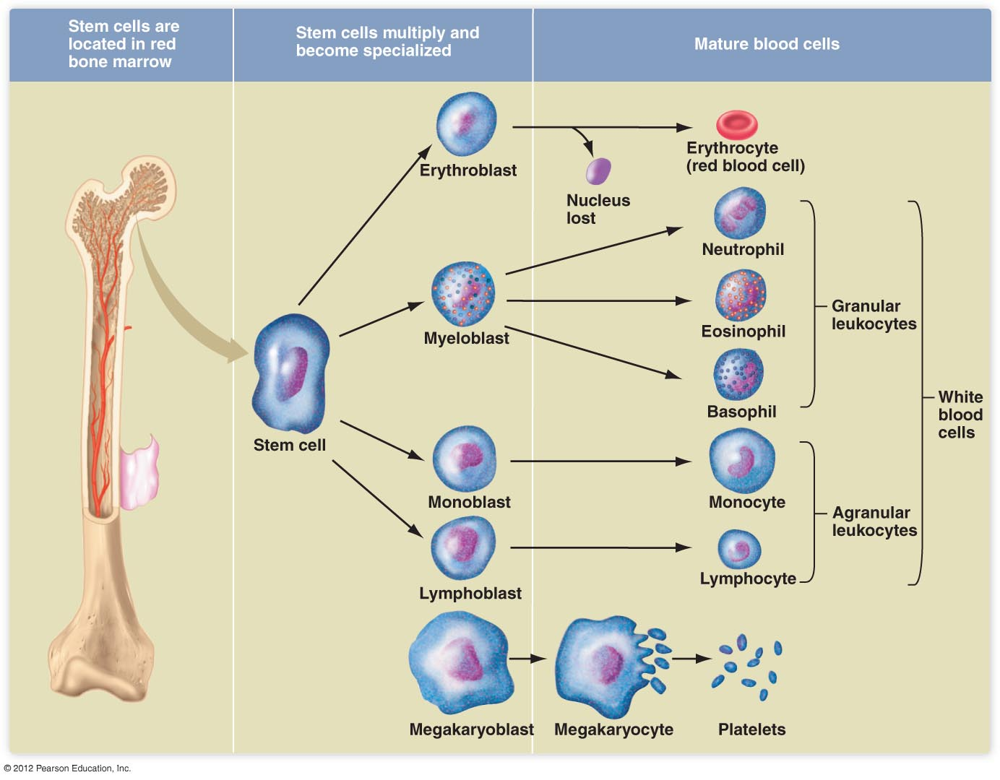 Stem cells are
located in red
bone marrow
Stem cells multiply and
become specialized
Mature blood cells
Erythroblast
Nucleus
lost
Erythrocyte
(red blood cell)
Neutrophil
Myeloblast
Eosinophil
Granular
leukocytes
Basophil
White
blood
cells
Stem cell
Monoblast
Monocyte
Agranular
leukocytes
Lymphoblast
Lymphocyte
Megakaryoblast
Megakaryocyte
Platelets
© 2012 Pearson Education, Inc.